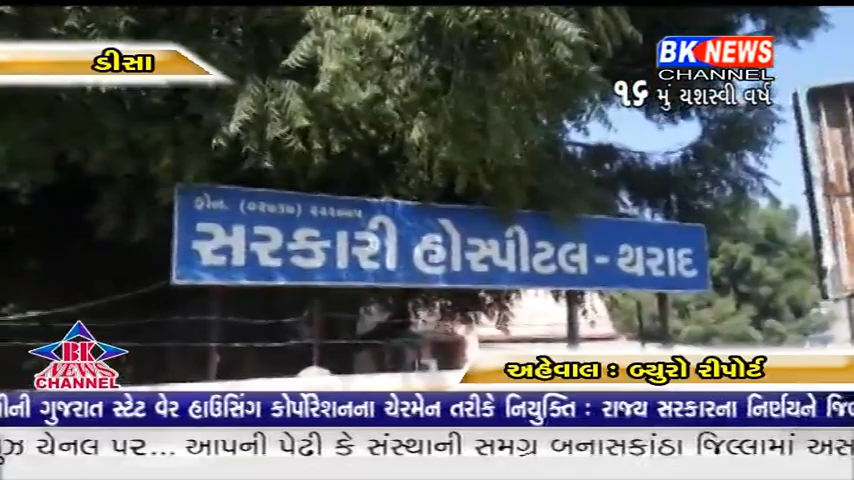 ડીસા
BK NEWS
CHANNEL
૧૬ મું યશસ્વી વર્ષ
ફોન. (૦૨૭૩૭)
સરકારી હોસ્પીટલ - થરાદ
BK
NEWS
CHANNEL
અહેવાલ : બ્યુરો રીપોર્ટ
ની ગુજરાત સ્ટેટ વેર હાઉસિંગ કોર્પોરેશનના ચેરમેન તરીકે નિયુક્તિ : રાજ્ય સરકારના નિર્ણયને
ચેનલ પર.... આપની પેઢી કે સંસ્થાની સમગ્ર બનાસકાંઠા જિલ્લામાં